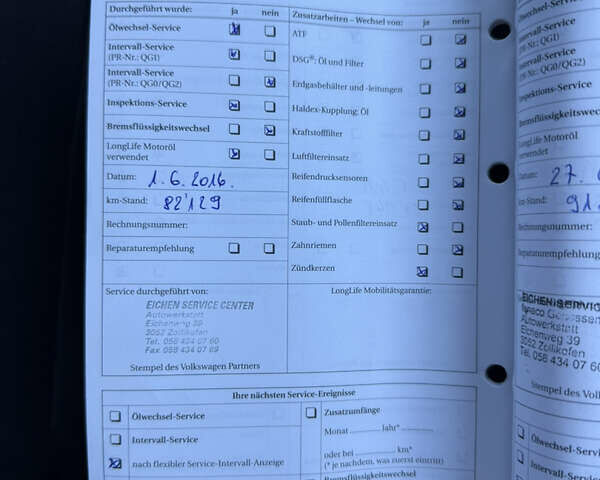 Durchgeführt wurde: ja nein
Ölwechsel-Service
Intervall-Service
(PR-Nr.: QG1)
Intervall-Service
(PR-Nr.: QG0/QG2)
Inspektions-Service
Bremsflüssigkeitswechsel
LongLife Motoröl
verwendet
Datum: 1.6.2016.
km-Stand: 82'129
Rechnungsnummer:
Reparaturempfehlung
Service durchgeführt von:
EICHEN SERVICE CENTER
Autowerkstatt
Eichenweg 39
3052 Zollikofen
Tel. 058 434 07 60
Fax 058 434 07 69
Stempel des Volkswagen Partners
Zusatzarbeiten – Wechsel von: ja nein
ATF
DSG®: Öl und Filter
Erdgasbehälter und -leitungen
Haldex-Kupplung: Öl
Kraftstofffilter
Luftfiltereinsatz
Reifendrucksensoren
Reifenfüllflasche
Staub- und Pollenfiltereinsatz
Zahnriemen
Zündkerzen
LongLife Mobilitätsgarantie:
Ihre nächsten Service-Ereignisse
Ölwechsel-Service
Intervall-Service
nach flexibler Service-Intervall-Anzeige
Zusatzumfänge
Monat jahr*
oder bei km*
(* je nachdem, was zuerst eintritt)
Bremsflüssigkeitswechsel
Ölwechsel-Service
Intervall-Service
(PR-Nr.: QG1)
Intervall-Service
(PR-Nr.: QG0/QG2)
Inspektions-Service
Bremsflüssigkeitswechsel
LongLife Motoröl
verwendet
Datum: 27.
km-Stand: 91
Rechnungsnummer:
Reparaturempfehlung
EICHEN SERVICE
Autowerkstatt
Eichenweg 39
3052 Zollikofen
Tel. 058 434 07 60
Stempel des Volks
Ölwechsel-Service
Intervall-Service